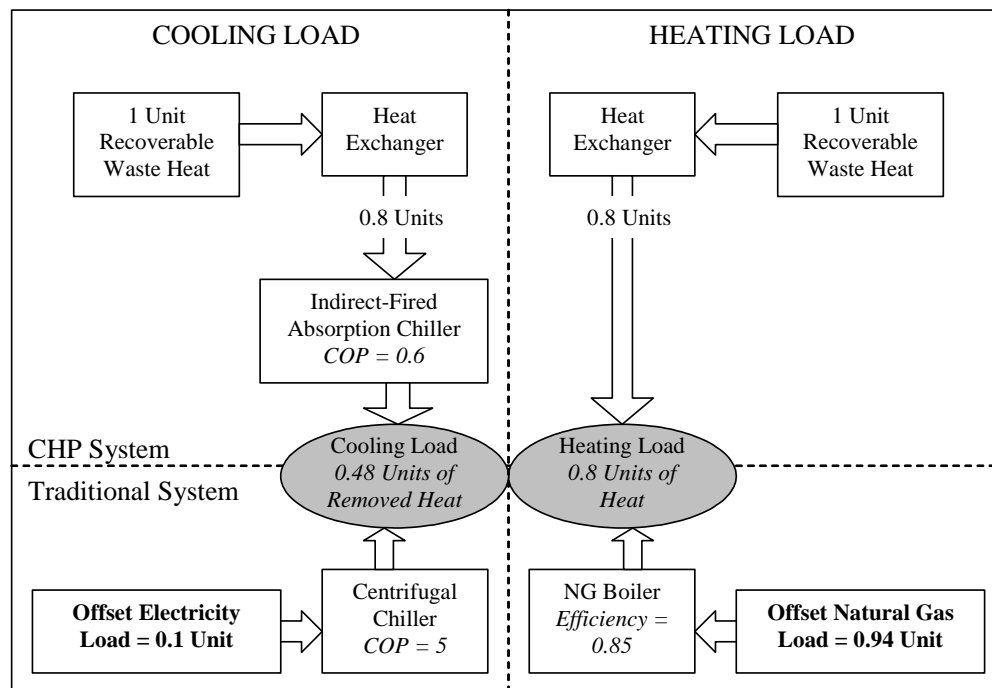 COOLING LOAD
1 Unit
Recoverable
Waste Heat
Heat
Exchanger
0.8 Units
Indirect-Fired
Absorption Chiller
COP = 0.6
CHP System
Cooling Load
0.48 Units of
Removed Heat
Traditional System
Offset Electricity
Load = 0.1 Unit
Centrifugal
Chiller
COP = 5
HEATING LOAD
Heat
Exchanger
1 Unit
Recoverable
Waste Heat
0.8 Units
Heating Load
0.8 Units of
Heat
NG Boiler
Efficiency =
0.85
Offset Natural Gas
Load = 0.94 Unit